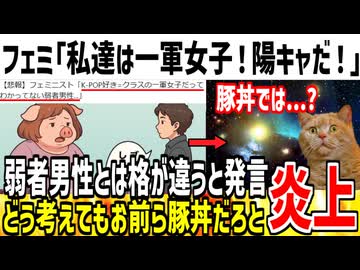 フェミ「私達は一軍女子！陽キャだ！」
【悲報】フェミニスト「K-POP好き=クラスの一軍女子だって
わかってない弱者男性...」
豚丼では...?
弱者男性とは格が違うと発言
どう考えてもお前ら豚丼だろと炎上